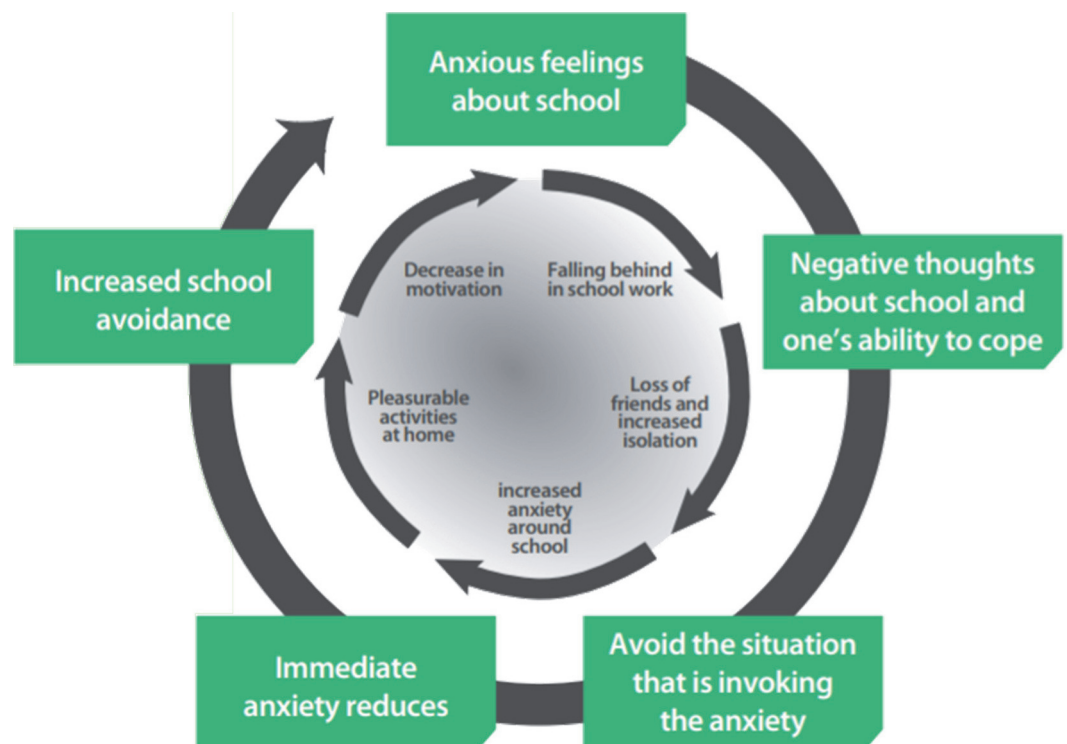 Anxious feelings
about school
Negative thoughts
about school and
one's ability to cope
Avoid the situation
that is invoking
the anxiety
Immediate
anxiety reduces
Increased school
avoidance
Falling behind
in school work
Loss of
friends and
increased
isolation
increased
anxiety
around
school
Pleasurable
activities
at home
Decrease in
motivation